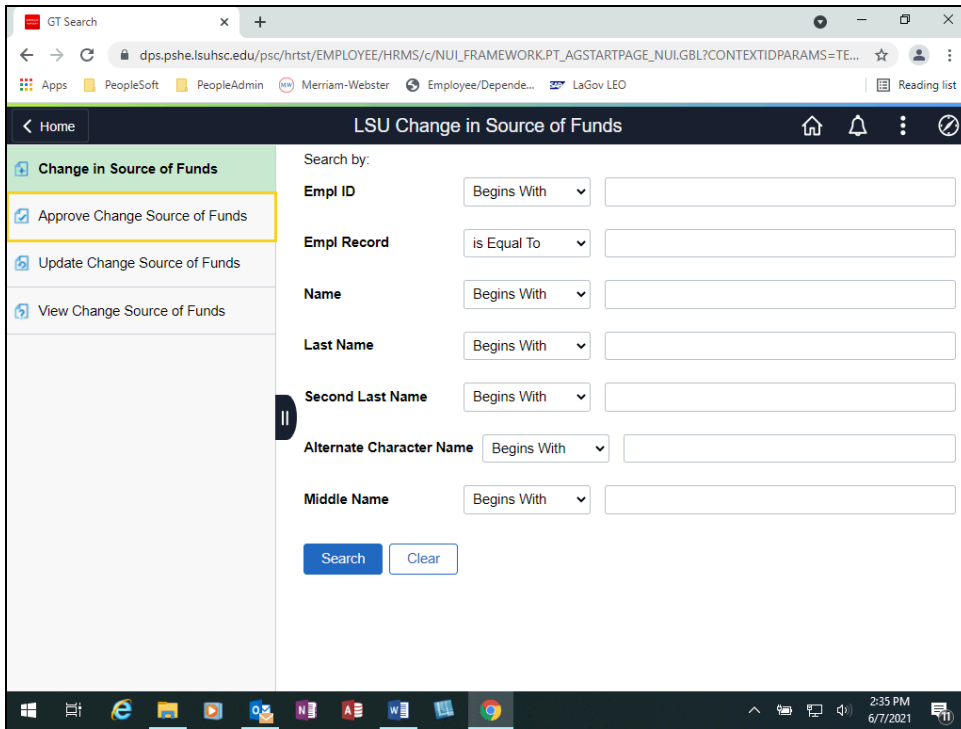 GT Search
dps.pshe.lsuhsc.edu/psc/hrtst/EMPLOYEE/HRMS/c/NUI_FRAMEWORK.PT_AGSTARTPAGE_NUI.GBL?CONTEXTIDPARAMS=TE...
Apps PeopleSoft PeopleAdmin Merriam-Webster Employee/Depende... LaGov LEO Reading list
Home LSU Change in Source of Funds
Change in Source of Funds
Approve Change Source of Funds
Update Change Source of Funds
View Change Source of Funds
Search by:
Empl ID Begins With
Empl Record is Equal To
Name Begins With
Last Name Begins With
Second Last Name Begins With
Alternate Character Name Begins With
Middle Name Begins With
Search Clear
2:35 PM
6/7/2021